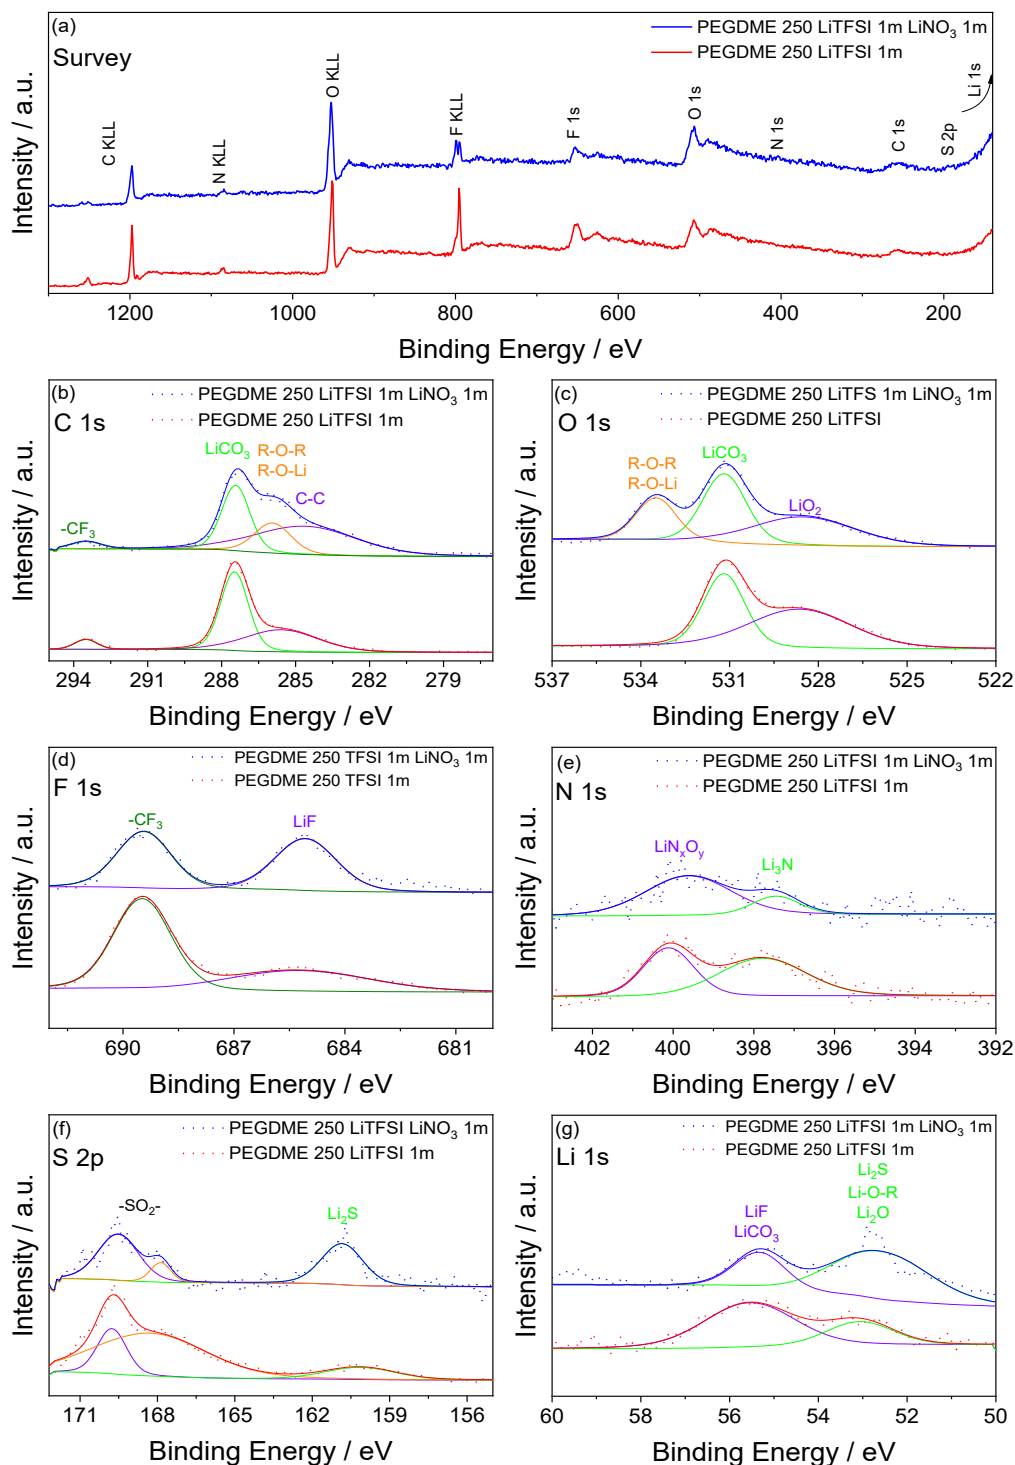 (a)
Survey
PEGDME 250 LiTFSI 1m LiNO₃ 1m
PEGDME 250 LiTFSI 1m
C KLL
N KLL
O KLL
F KLL
F 1s
O 1s
N 1s
C 1s
S 2p
Li 1s
Intensity / a.u.
1200 1000 800 600 400 200
Binding Energy / eV
(b)
C 1s
PEGDME 250 LiTFSI 1m LiNO₃ 1m
PEGDME 250 LiTFSI 1m
-CF₃
LiCO₃
R-O-R
R-O-Li
C-C
Intensity / a.u.
294 291 288 285 282 279
Binding Energy / eV
(c)
O 1s
PEGDME 250 LiTFS LiNO₃ 1m
PEGDME 250 LiTFSI
R-O-R
R-O-Li
LiCO₃
LiO₂
Intensity / a.u.
537 534 531 528 525 522
Binding Energy / eV
(d)
F 1s
PEGDME 250 TFSI 1m LiNO₃ 1m
PEGDME 250 TFSI 1m
-CF₃
LiF
Intensity / a.u.
690 687 684 681
Binding Energy / eV
(e)
N 1s
PEGDME 250 LiTFSI 1m LiNO₃ 1m
PEGDME 250 LiTFSI 1m
LiNₓOᵧ
Li₃N
Intensity / a.u.
402 400 398 396 394 392
Binding Energy / eV
(f)
S 2p
PEGDME 250 LiTFSI LiNO₃ 1m
PEGDME 250 LiTFSI 1m
-SO₂-
Li₂S
Intensity / a.u.
171 168 165 162 159 156
Binding Energy / eV
(g)
Li 1s
PEGDME 250 LiTFSI 1m LiNO₃ 1m
PEGDME 250 LiTFSI 1m
LiF
LiCO₃
Li₂S
Li-O-R
Li₂O
Intensity / a.u.
60 58 56 54 52 50
Binding Energy / eV